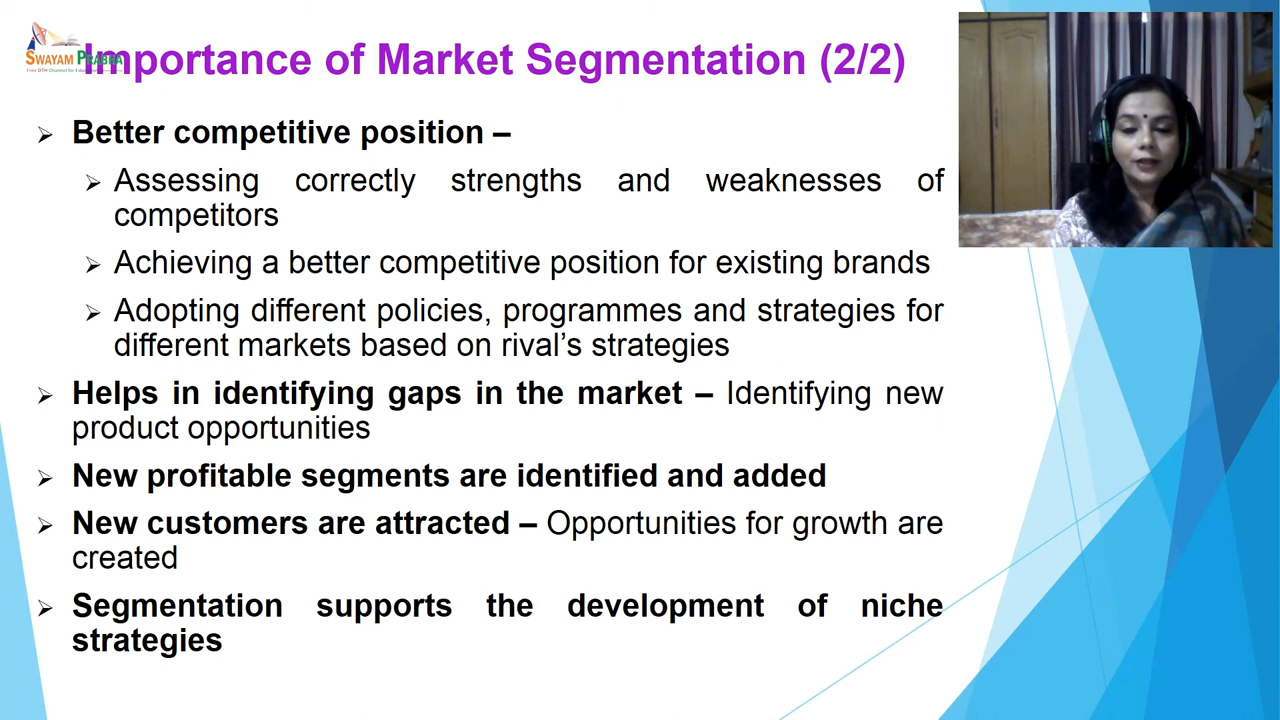 SWAYAM PRABHA
Importance of Market Segmentation (2/2)
Better competitive position –
Assessing correctly strengths and weaknesses of
competitors
Achieving a better competitive position for existing brands
Adopting different policies, programmes and strategies for
different markets based on rival’s strategies
Helps in identifying gaps in the market – Identifying new
product opportunities
New profitable segments are identified and added
New customers are attracted – Opportunities for growth are
created
Segmentation supports the development of niche
strategies